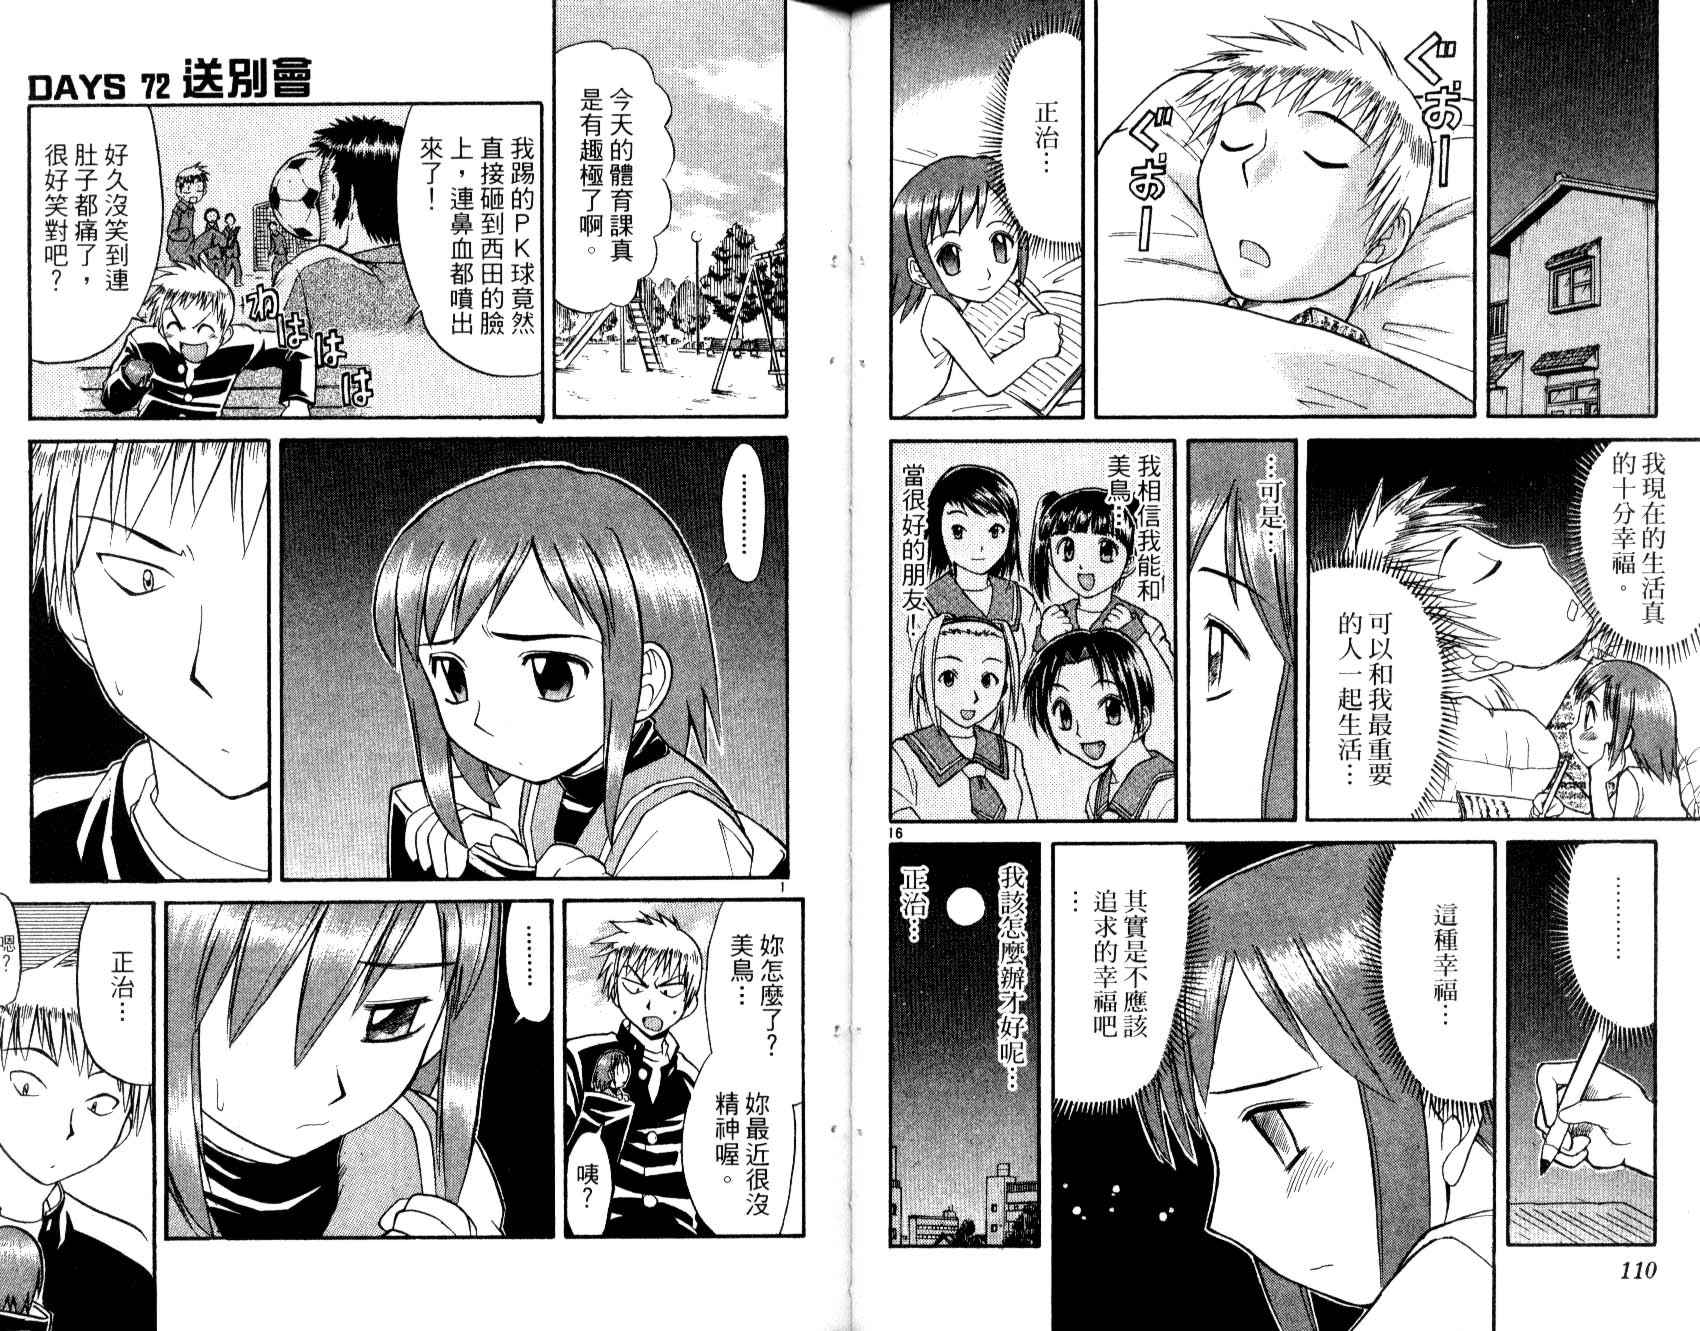 ぐおー
ぐおー
正治…
我現在的生活真
的十分幸福。
可以和我最重要
的人一起生活…
…可是…
我相信我能和
美鳥…
當很好的朋友！
16
………
這種幸福…
其實是不應該
追求的幸福吧
…
我該怎麼辦才好呢…
正治…
110
DAYS 72 送別會
今天的體育課真
是有趣極了啊。
我踢的PK球竟然
直接砸到西田的臉
上，連鼻血都噴出
來了！
好久沒笑到連
肚子都痛了，
很好笑對吧？
わはははは
…………
1
妳怎麼了？
美鳥…
妳最近很沒
精神喔。
咦？
………
正治…
嗯？